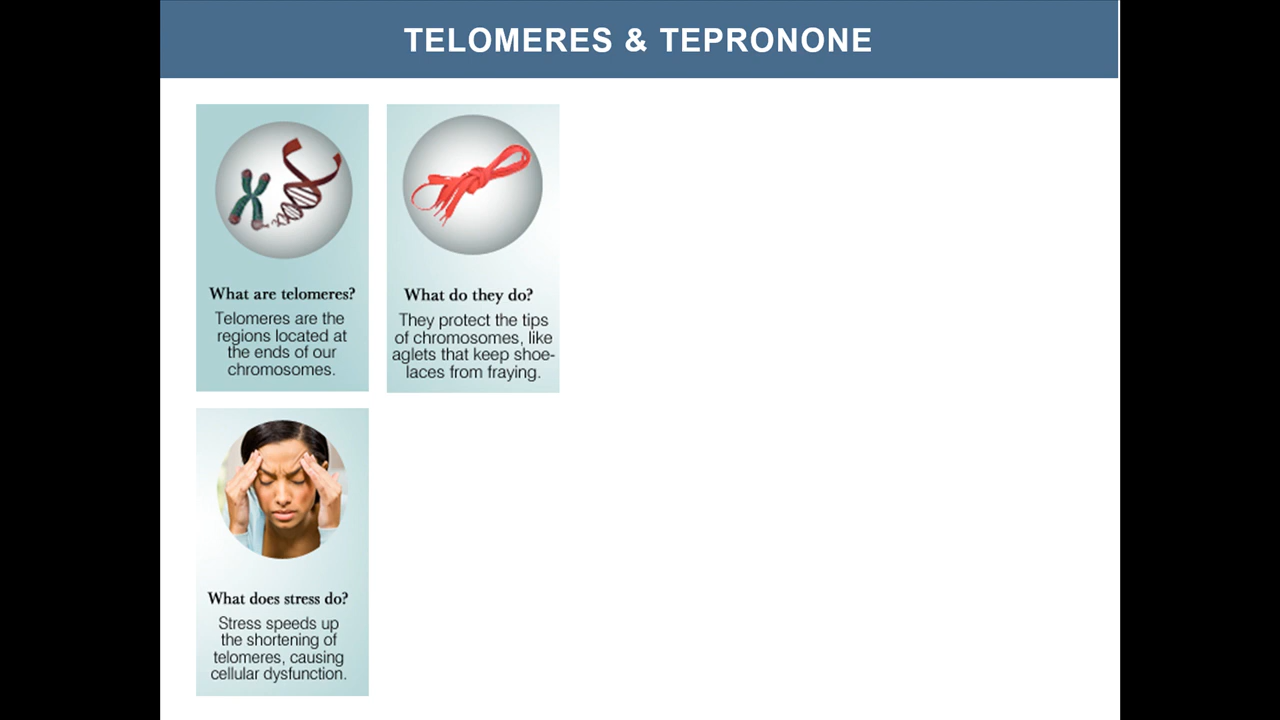 TELOMERES & TEPRONONE
What are telomeres?
Telomeres are the
regions located at
the ends of our
chromosomes.
What do they do?
They protect the tips
of chromosomes, like
aglets that keep shoe-
laces from fraying.
What does stress do?
Stress speeds up
the shortening of
telomeres, causing
cellular dysfunction.